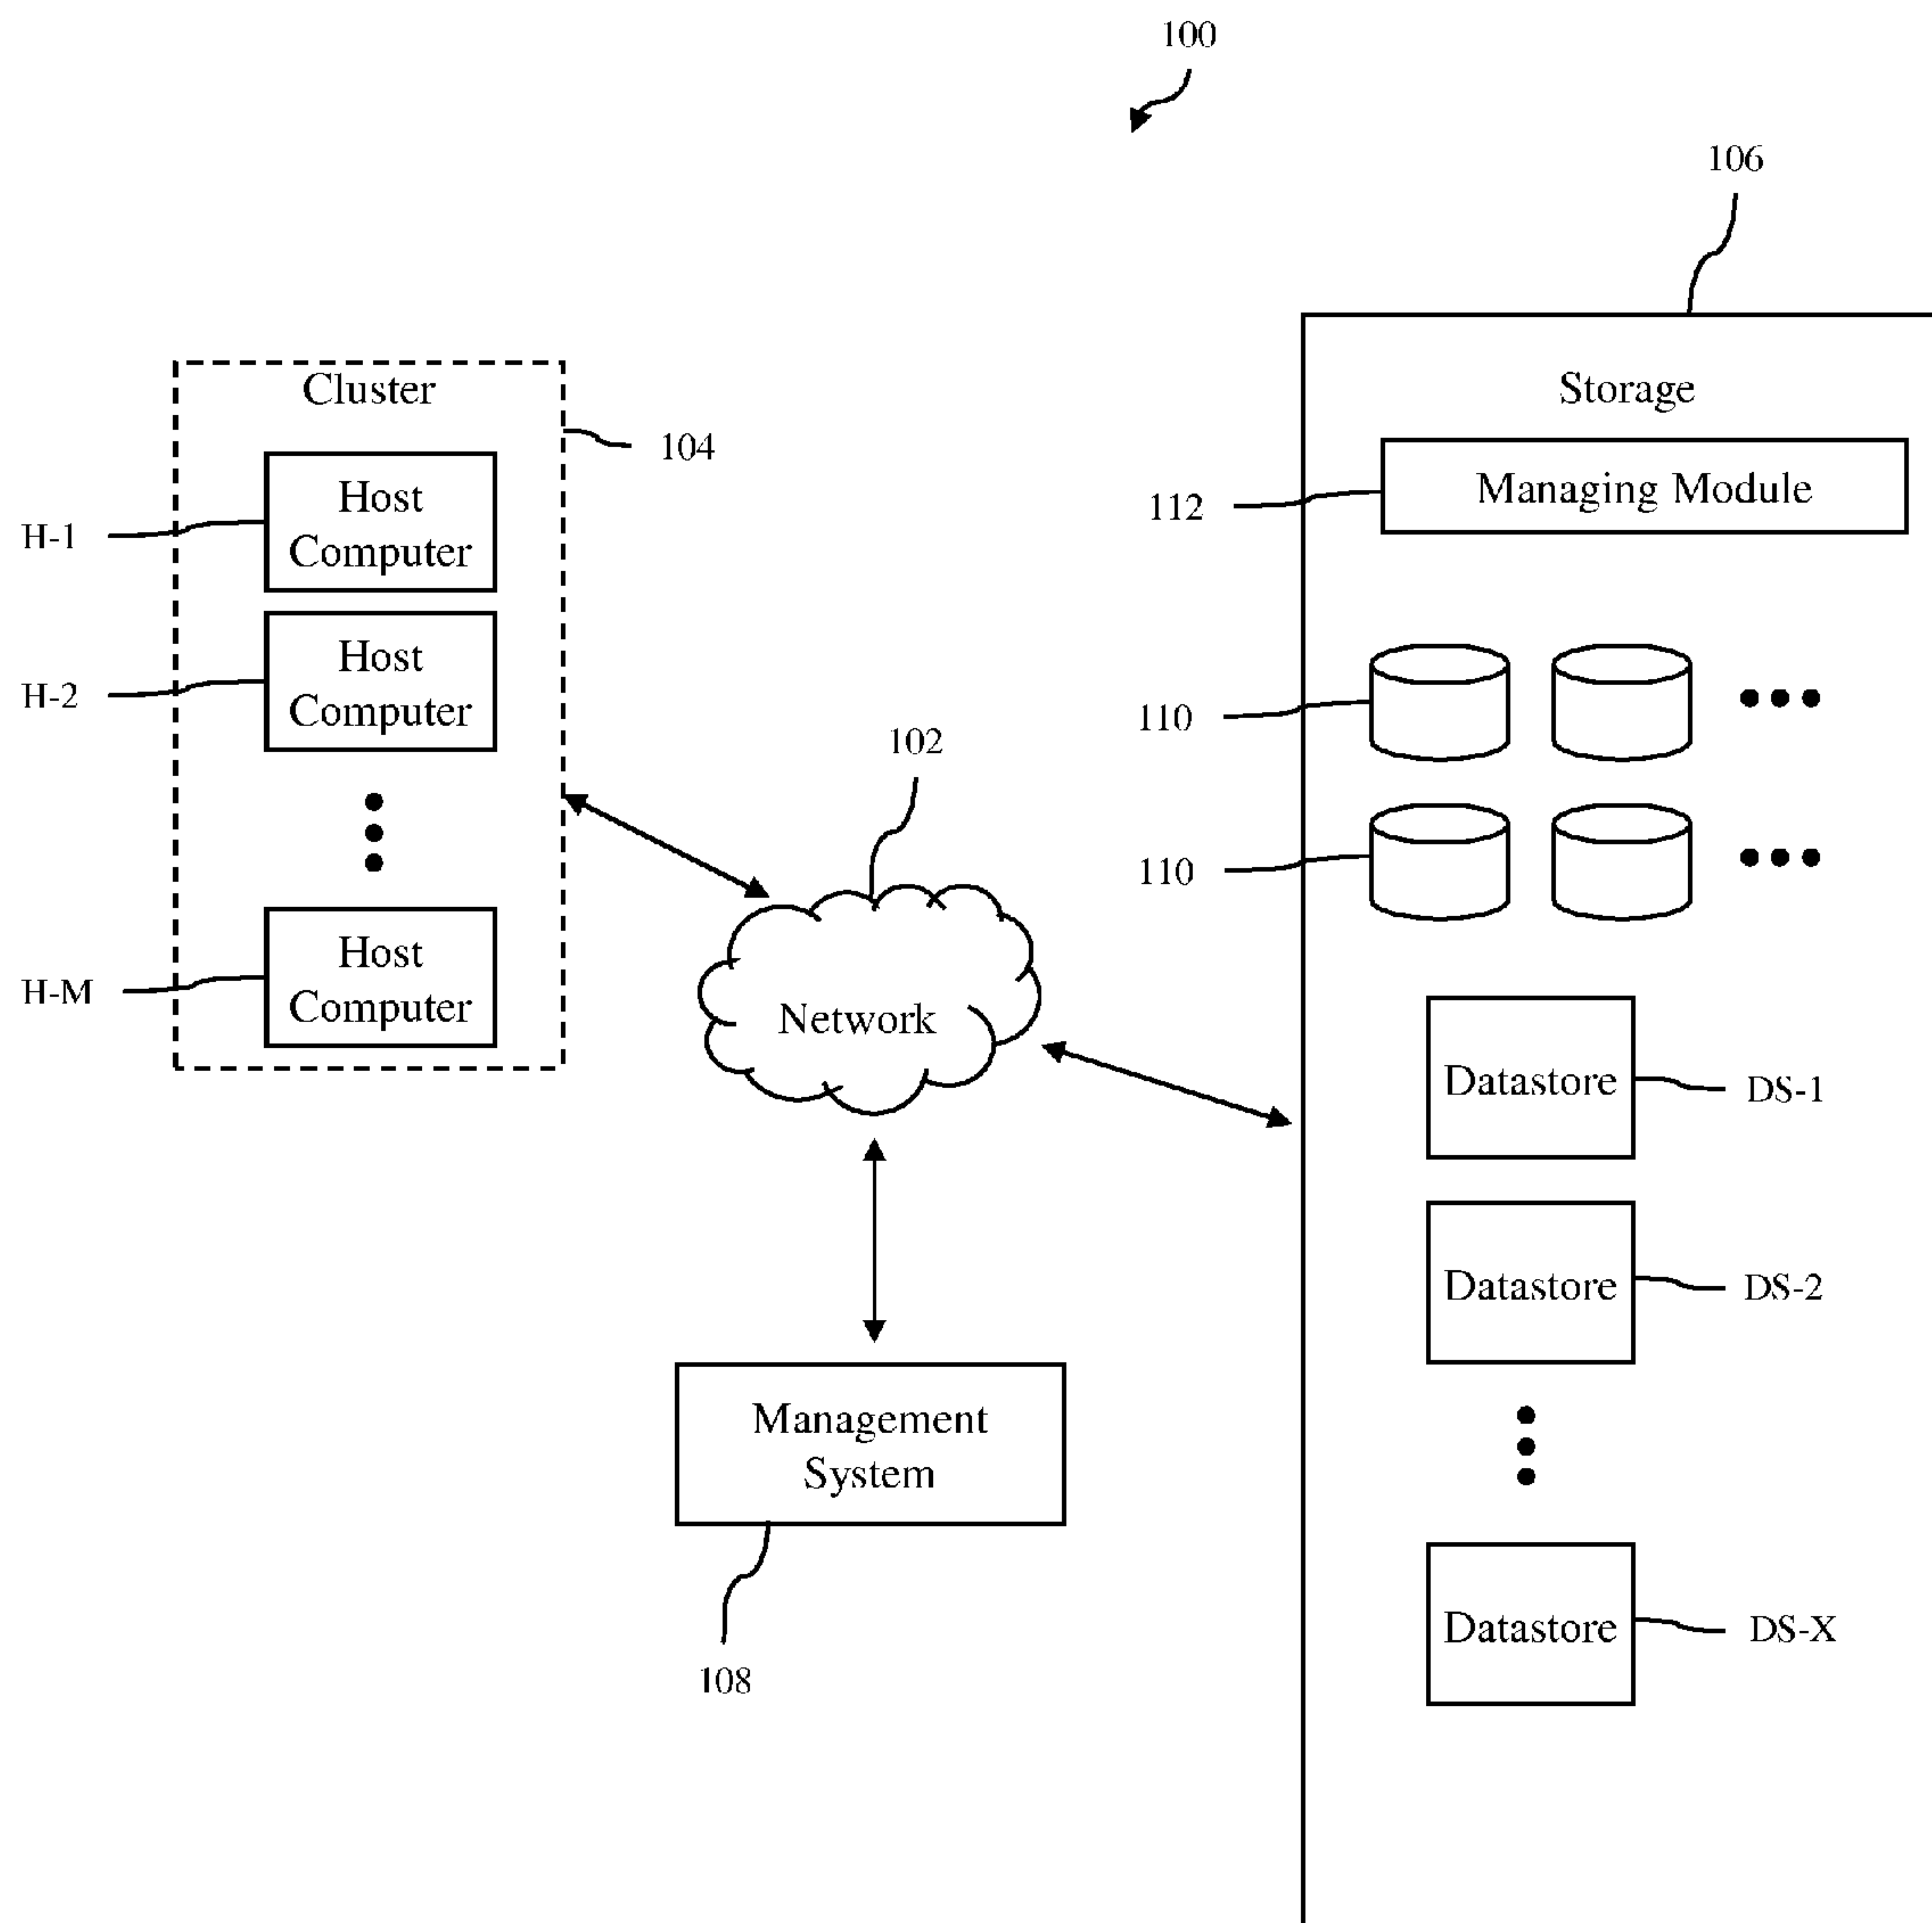 100
106
Cluster
104
Storage
112
Managing Module
H-1
Host
Computer
H-2
Host
Computer
110
102
110
H-M
Host
Computer
Network
Datastore
DS-1
Datastore
DS-2
Management
System
Datastore
DS-X
108